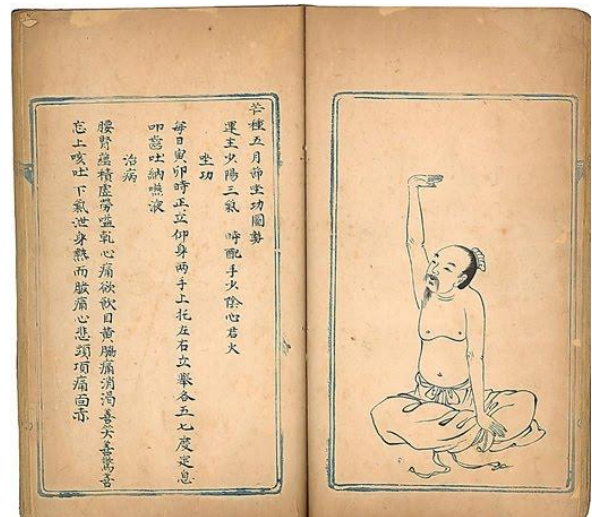 芒種五月節坐功圖勢
運主少陽三氣 時配手少陰心君火
坐功
每日寅卯時正立仰身兩手上托左右立舉各五七度定息
叩齒吐納嚥液
治病
腰腎蘊積虛勞嗌乾心痛欲飲目黃脇痛消渴善笑善驚善
忘上咳吐下氣泄身熱而股痛心悲頭項痛面赤